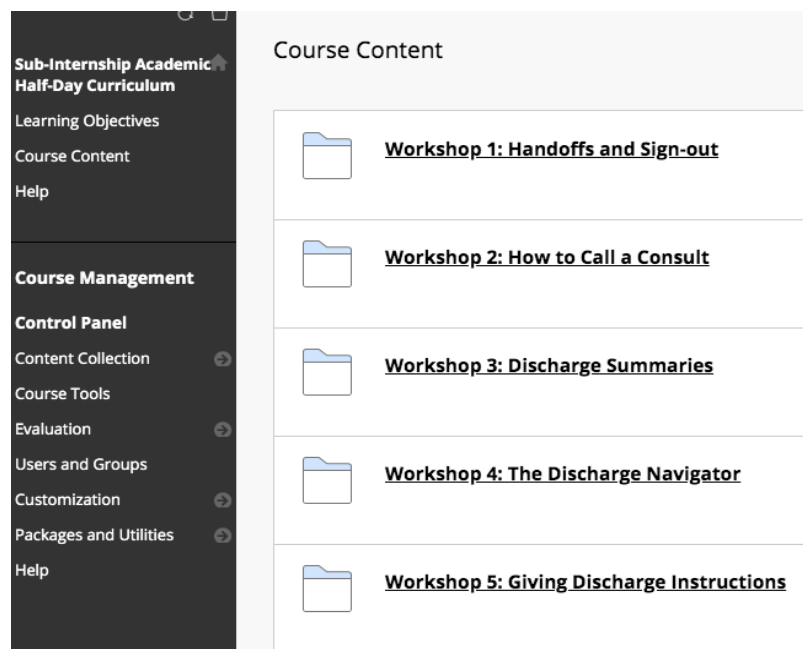 Sub-Internship Academic
Half-Day Curriculum
Learning Objectives
Course Content
Help
Course Management
Control Panel
Content Collection
Course Tools
Evaluation
Users and Groups
Customization
Packages and Utilities
Help
Course Content
Workshop 1: Handoffs and Sign-out
Workshop 2: How to Call a Consult
Workshop 3: Discharge Summaries
Workshop 4: The Discharge Navigator
Workshop 5: Giving Discharge Instructions